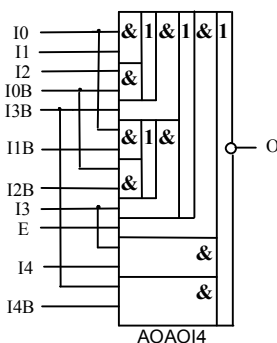 I0 & 1 & 1 & 1
I1
I2 &
I0B
I3B
& 1 &
I1B
I2B &
I3
E
& 
I4
&
I4B
O
AOAOI4